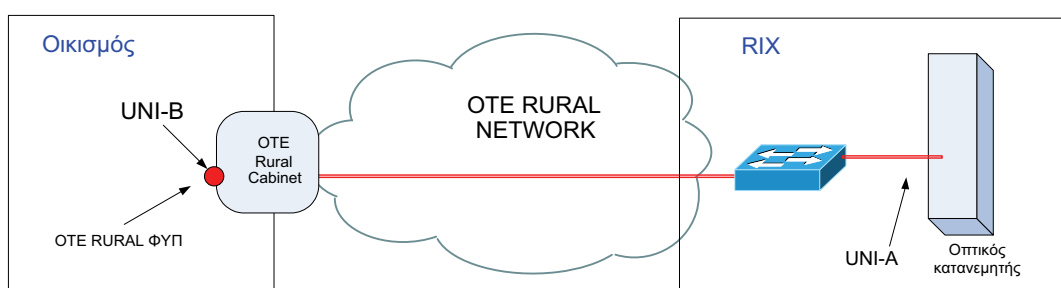 Οικισμός
UNI-B
OTE
Rural
Cabinet
OTE RURAL ΦΥΠ
OTE RURAL
NETWORK
RIX
UNI-A
Οπτικός
κατανεμητής